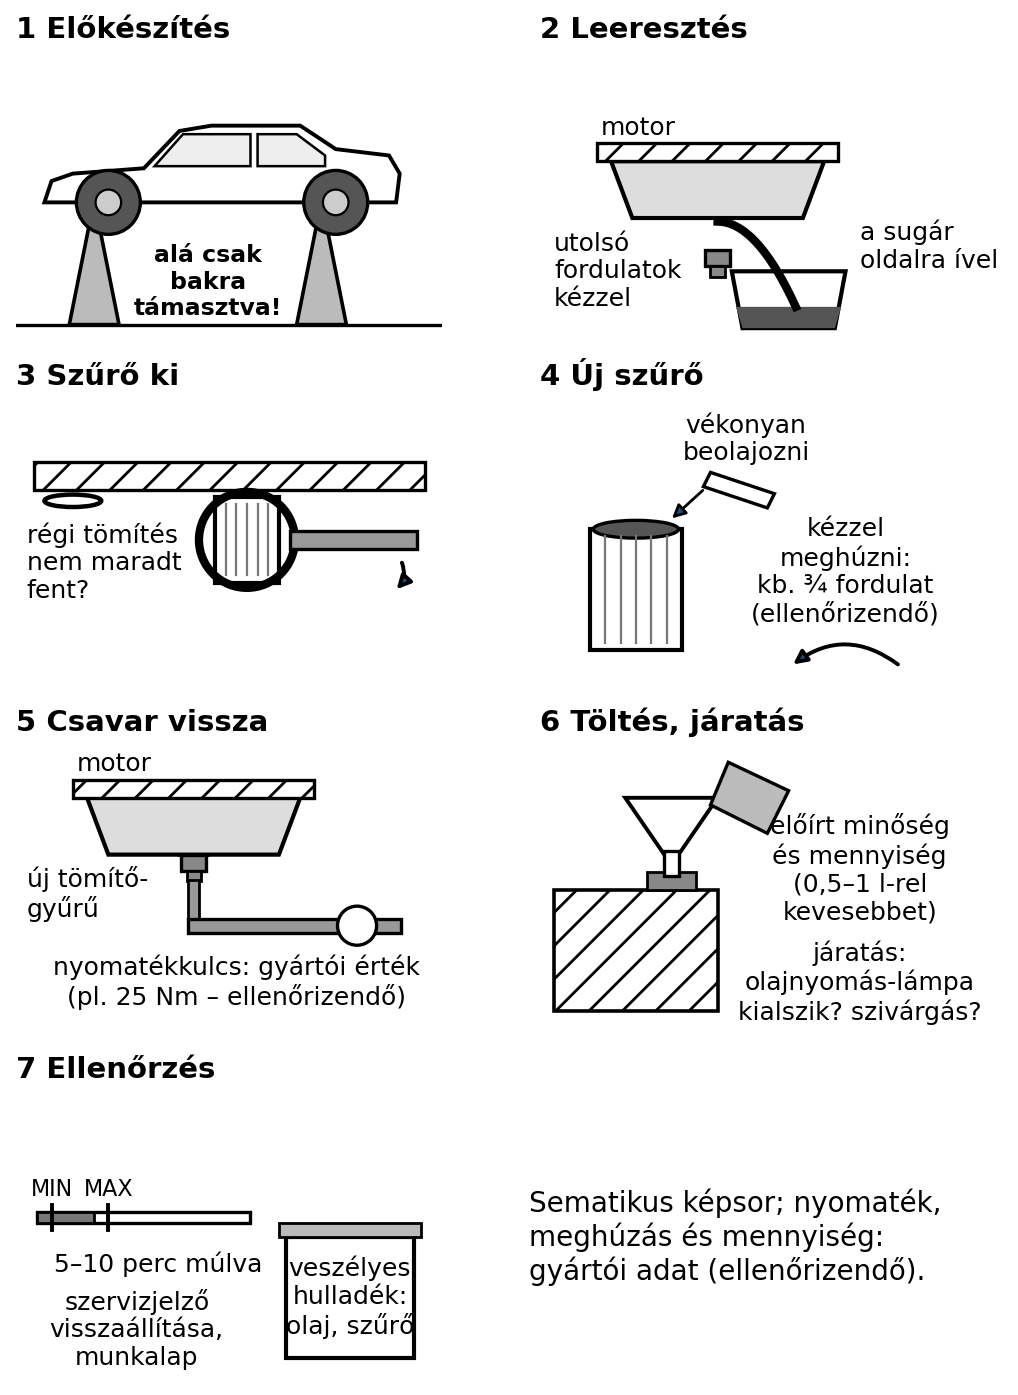 1 Előkészítés
alá csak
bakra
támasztva!
2 Leeresztés
motor
utolsó
fordulatok
kézzel
a sugár
oldalra ível
3 Szűrő ki
régi tömítés
nem maradt
fent?
4 Új szűrő
vékonyan
beolajozni
kézzel
meghúzni:
kb. ¾ fordulat
(ellenőrizendő)
5 Csavar vissza
motor
új tömítő-
gyűrű
nyomatékkulcs: gyártói érték
(pl. 25 Nm – ellenőrizendő)
6 Töltés, járatás
előírt minőség
és mennyiség
(0,5–1 l-rel
kevesebbet)
járatás:
olajnyomás-lámpa
kialszik? szivárgás?
7 Ellenőrzés
MIN MAX
5–10 perc múlva
szervizjelző
visszaállítása,
munkalap
veszélyes
hulladék:
olaj, szűrő
Sematikus képsor; nyomaték,
meghúzás és mennyiség:
gyártói adat (ellenőrizendő).